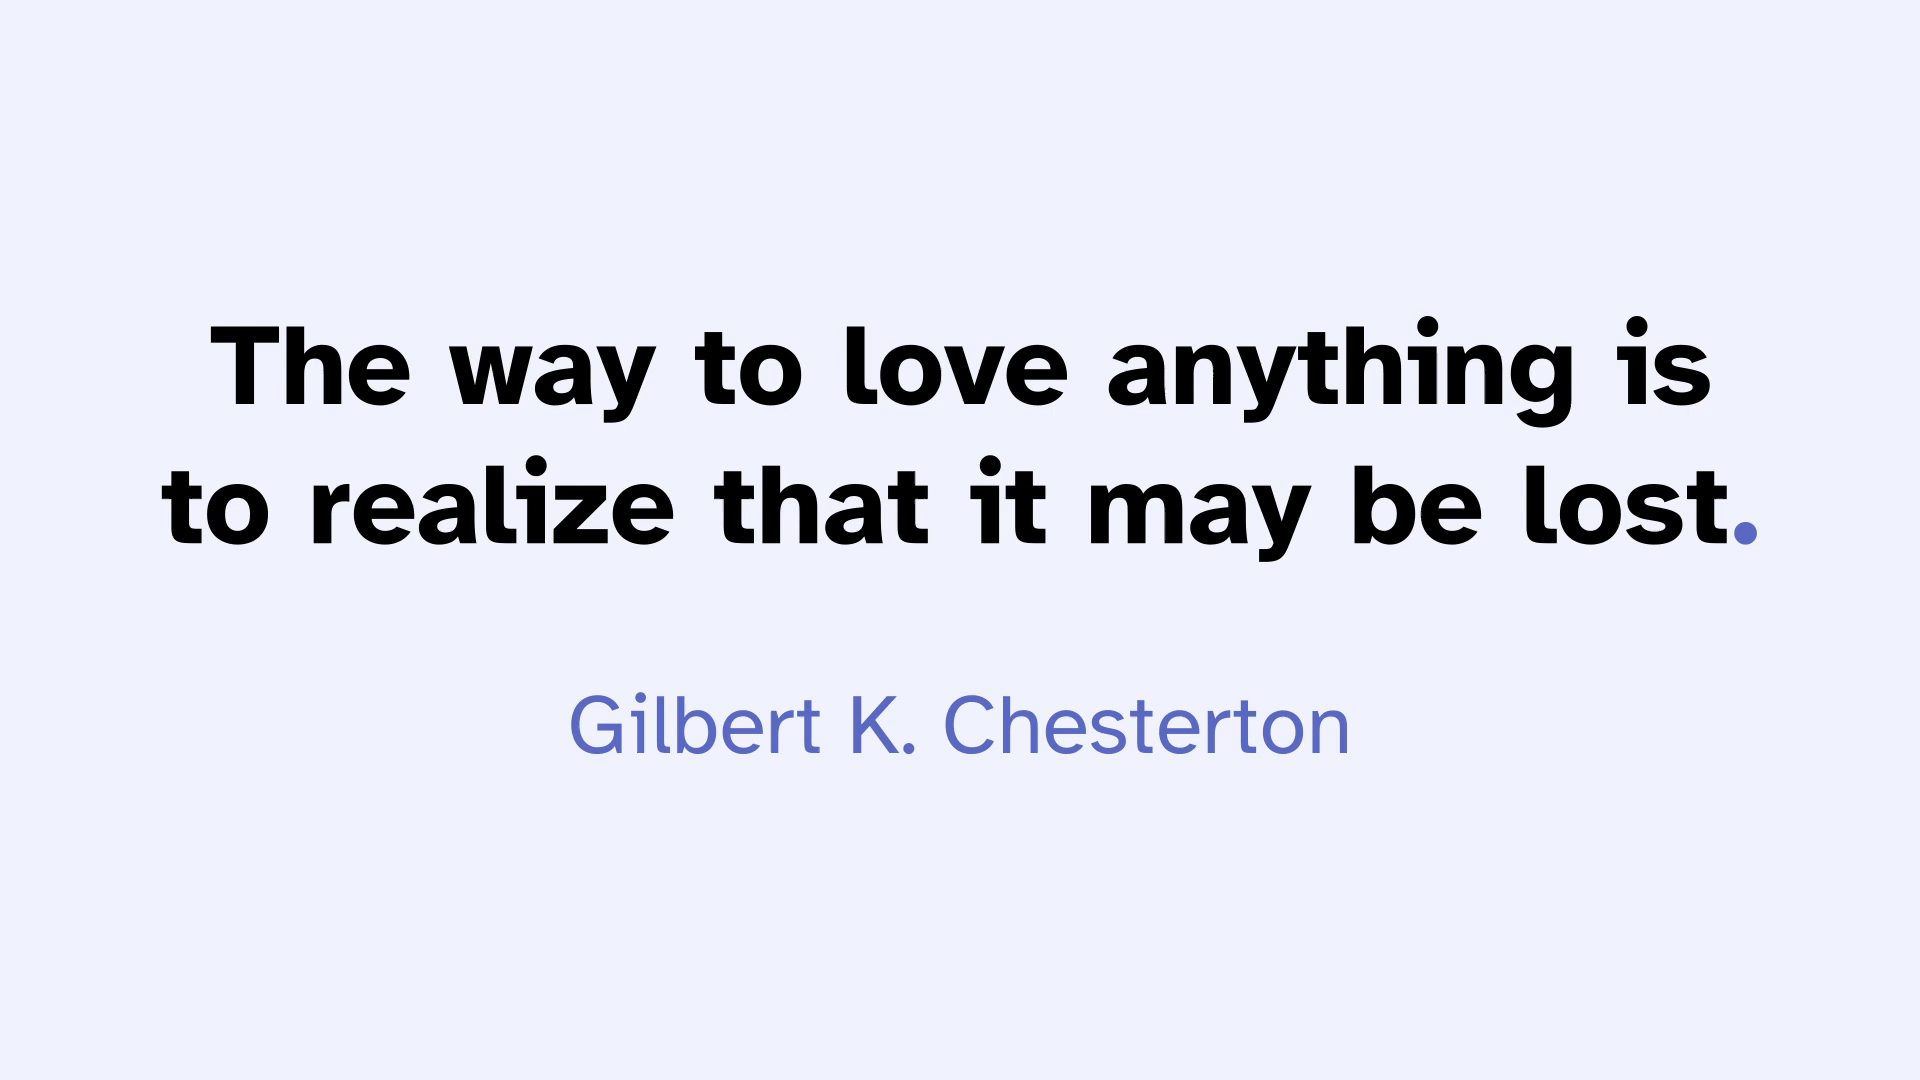 The way to love anything is
to realize that it may be lost.
Gilbert K. Chesterton